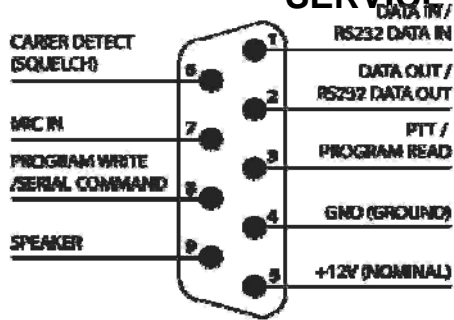 SERVICE
DATA IN /
RS232 DATA IN
1
CARIER DETECT
(SQUELCH)
6
DATA OUT /
RS232 DATA OUT
2
MIC IN
7
PTT /
PROGRAM READ
3
PROGRAM WRITE
/SERIAL COMMAND
8
GND (GROUND)
4
SPEAKER
9
+12V (NOMINAL)
5